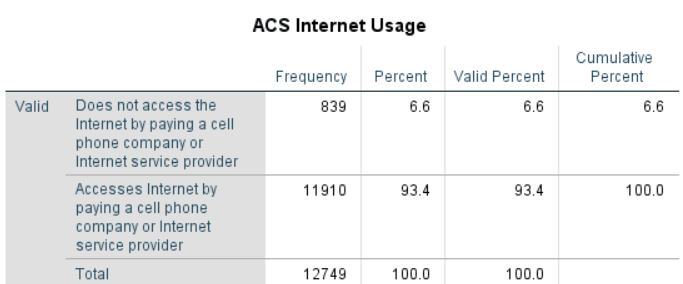 ACS Internet Usage
Cumulative
Frequency Percent Valid Percent Percent
Valid Does not access the 839 6.6 6.6 6.6
Internet by paying a cell
phone company or
Internet service provider
Accesses Internet by 11910 93.4 93.4 100.0
paying a cell phone
company or Internet
service provider
Total 12749 100.0 100.0